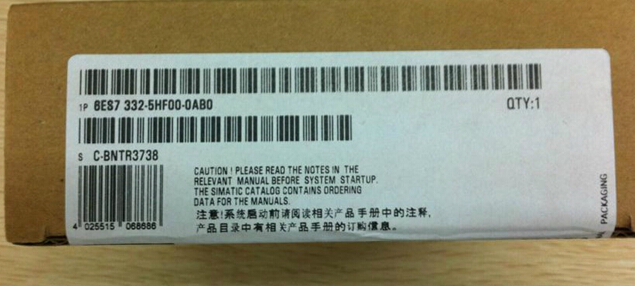 1P 6ES7 332-5HF00-0AB0 QTY:1
S C-BNTR3738
CAUTION ! PLEASE READ THE NOTES IN THE
RELEVANT MANUAL BEFORE SYSTEM STARTUP.
THE SIMATIC CATALOG CONTAINS ORDERING
DATA FOR THE MANUALS.
注意!系统启动前请阅读相关产品手册中的注释,
产品目录中有相关产品手册的订购信息。
4 025515 068686
PACKAGING